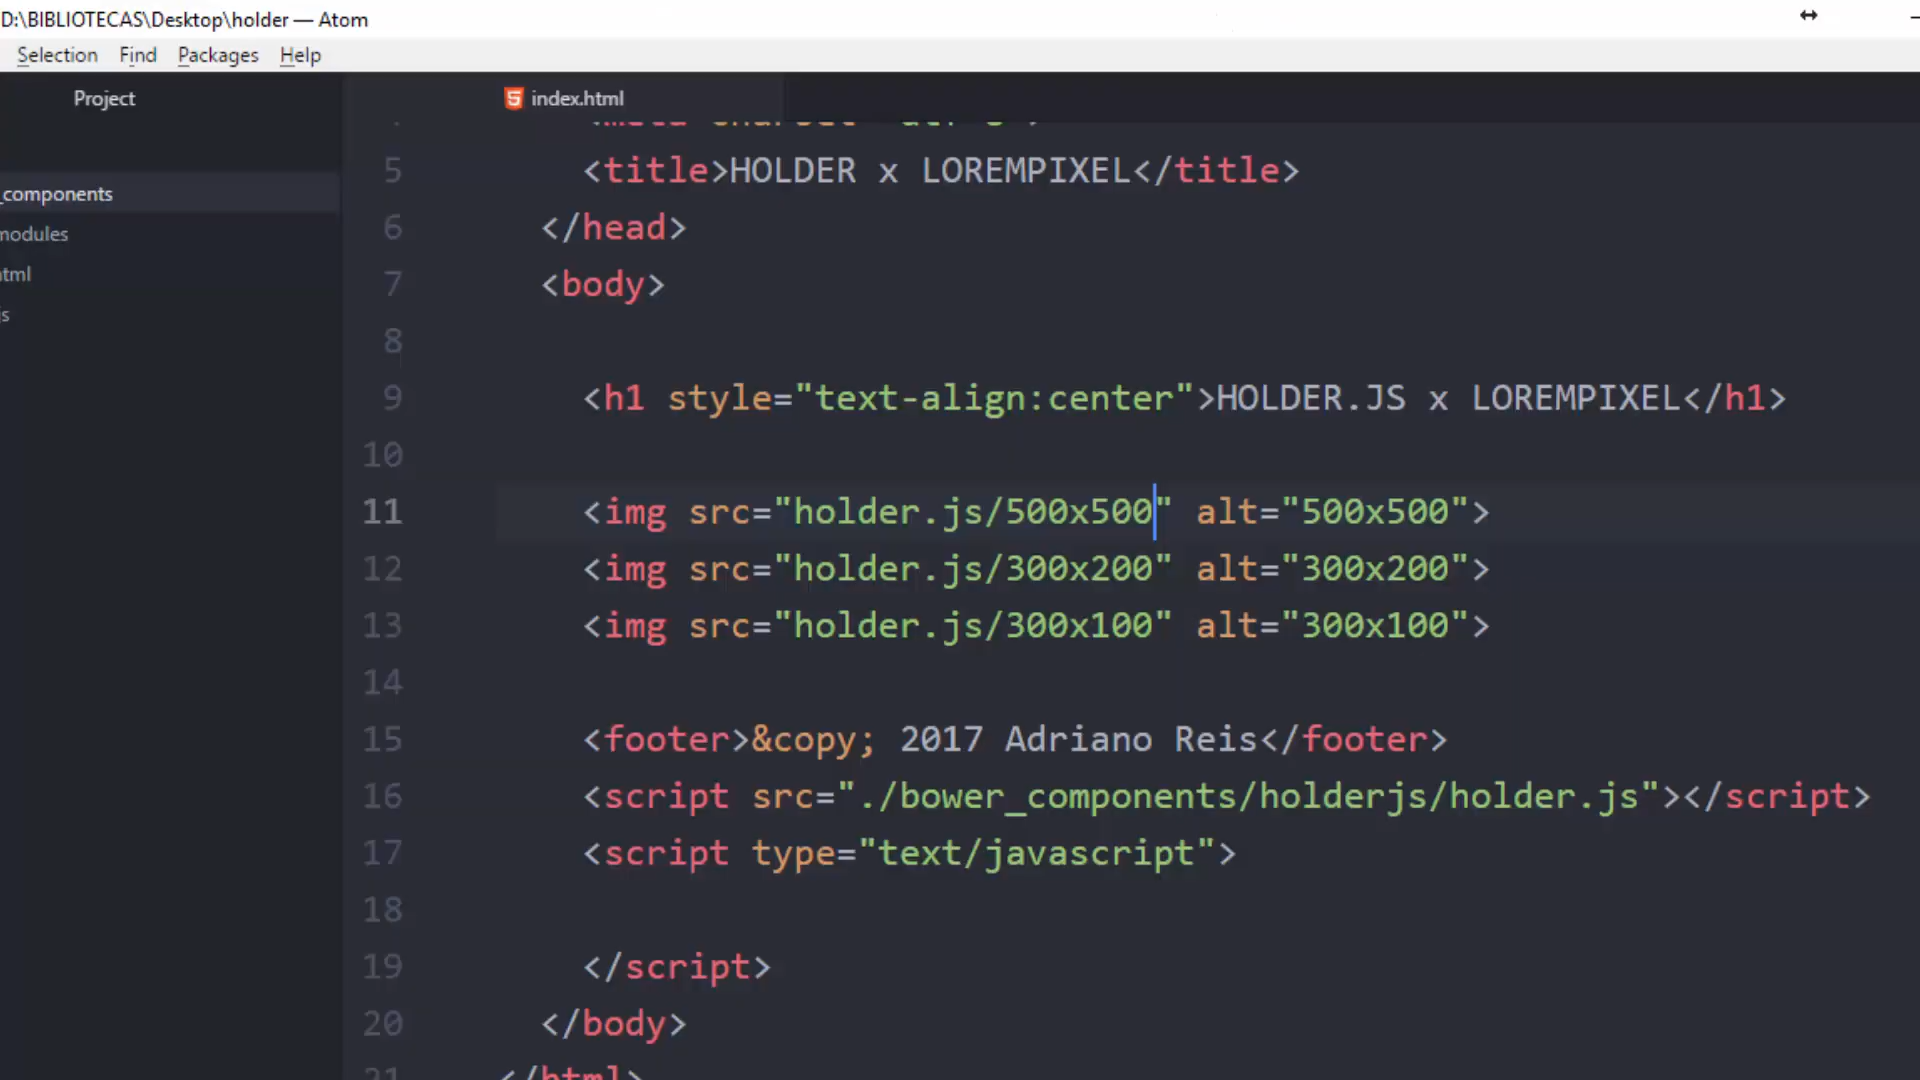 D:\BIBLIOTECAS\Desktop\holder — Atom
Selection Find Packages Help
Project
index.html
_components
modules
5 <title>HOLDER x LOREMPIXEL</title>
6 </head>
7 <body>
8
9 <h1 style="text-align:center">HOLDER.JS x LOREMPIXEL</h1>
10
11 <img src="holder.js/500x500" alt="500x500">
12 <img src="holder.js/300x200" alt="300x200">
13 <img src="holder.js/300x100" alt="300x100">
14
15 <footer>&copy; 2017 Adriano Reis</footer>
16 <script src="./bower_components/holderjs/holder.js"></script>
17 <script type="text/javascript">
18
19 </script>
20 </body>
21 </html>